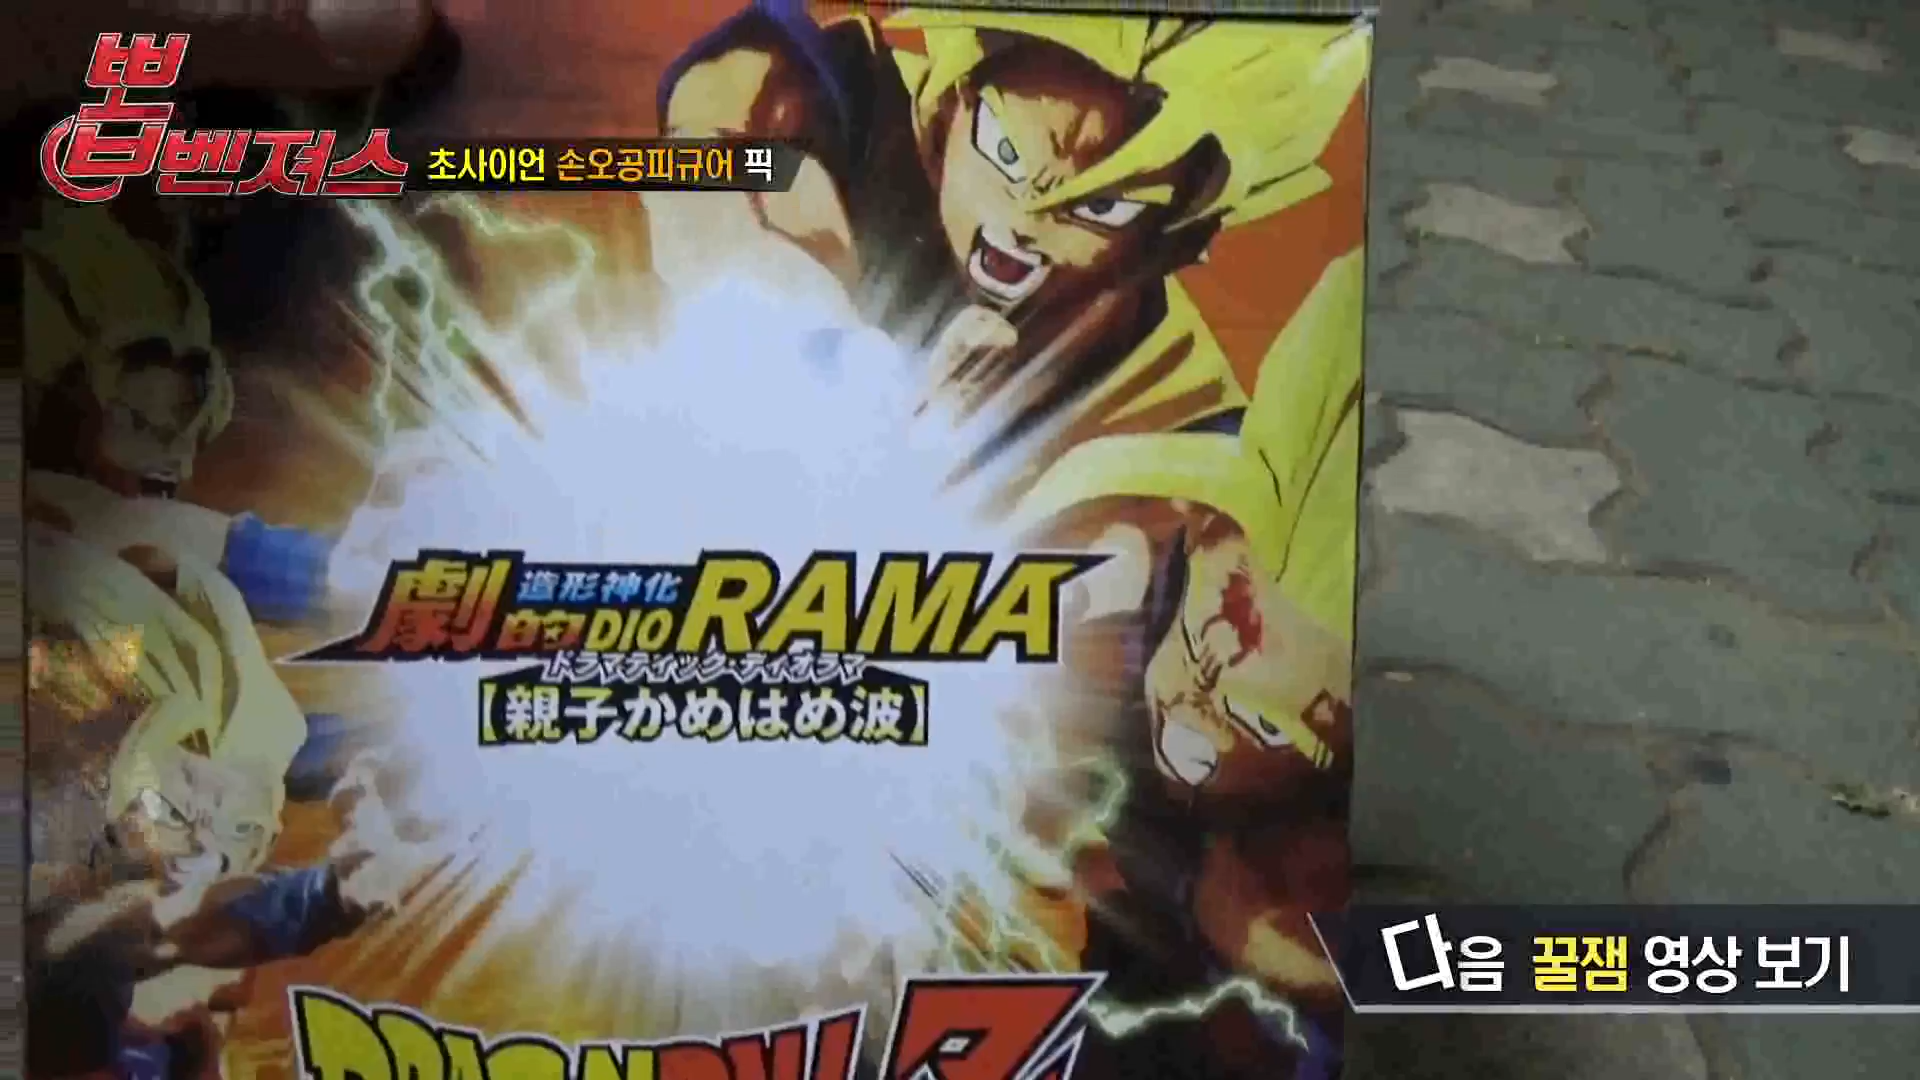 뽑벤져스
초사이언 손오공피규어 픽
劇的DIORAMA
造形神化
ドラマティック・ディオラマ
【親子かめはめ波】
DRAGONBALL Z
다음 꿀잼 영상 보기